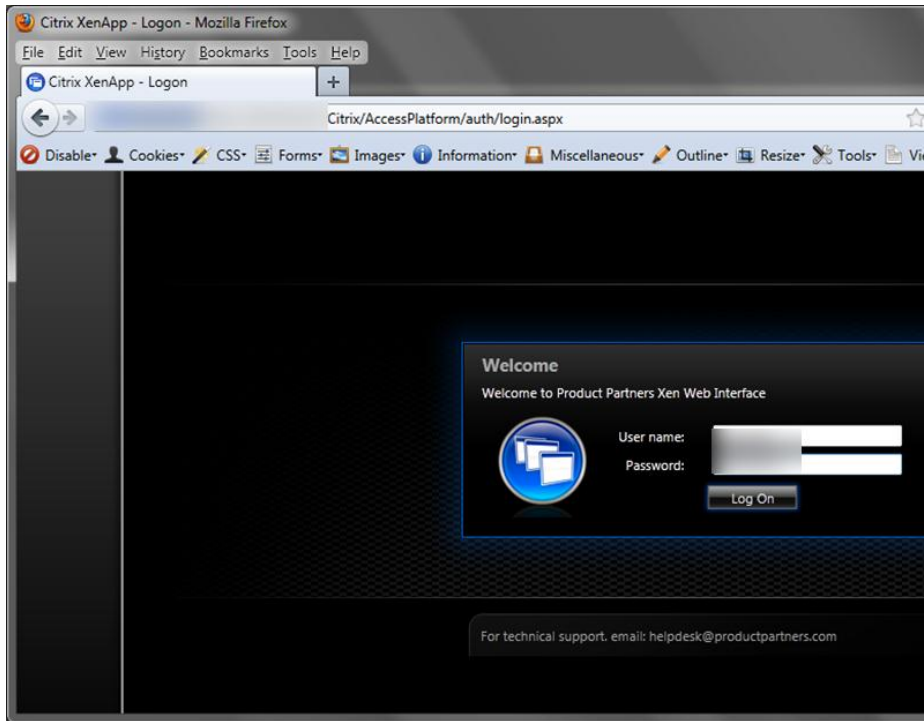 Citrix XenApp - Logon - Mozilla Firefox
File Edit View History Bookmarks Tools Help
Citrix XenApp - Logon +
Citrix/AccessPlatform/auth/login.aspx
Disable Cookies CSS Forms Images Information Miscellaneous Outline Resize Tools
Welcome
Welcome to Product Partners Xen Web Interface
User name:
Password:
Log On
For technical support. email: helpdesk@productpartners.com